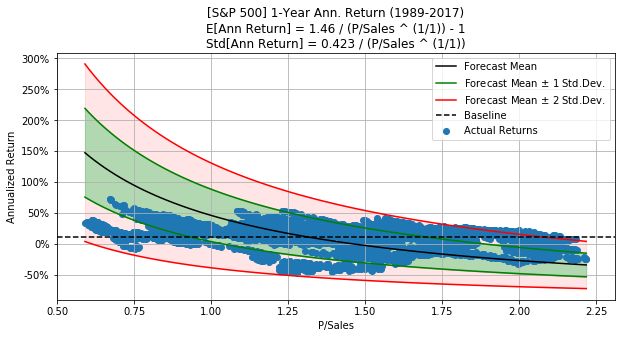 [S&P 500] 1-Year Ann. Return (1989-2017)
E[Ann Return] = 1.46 / (P/Sales ^ (1/1)) - 1
Std[Ann Return] = 0.423 / (P/Sales ^ (1/1))
Forecast Mean
Forecast Mean ± 1 Std.Dev.
Forecast Mean ± 2 Std.Dev.
Baseline
Actual Returns
Annualized Return
300%
250%
200%
150%
100%
50%
0%
-50%
0.50 0.75 1.00 1.25 1.50 1.75 2.00 2.25
P/Sales